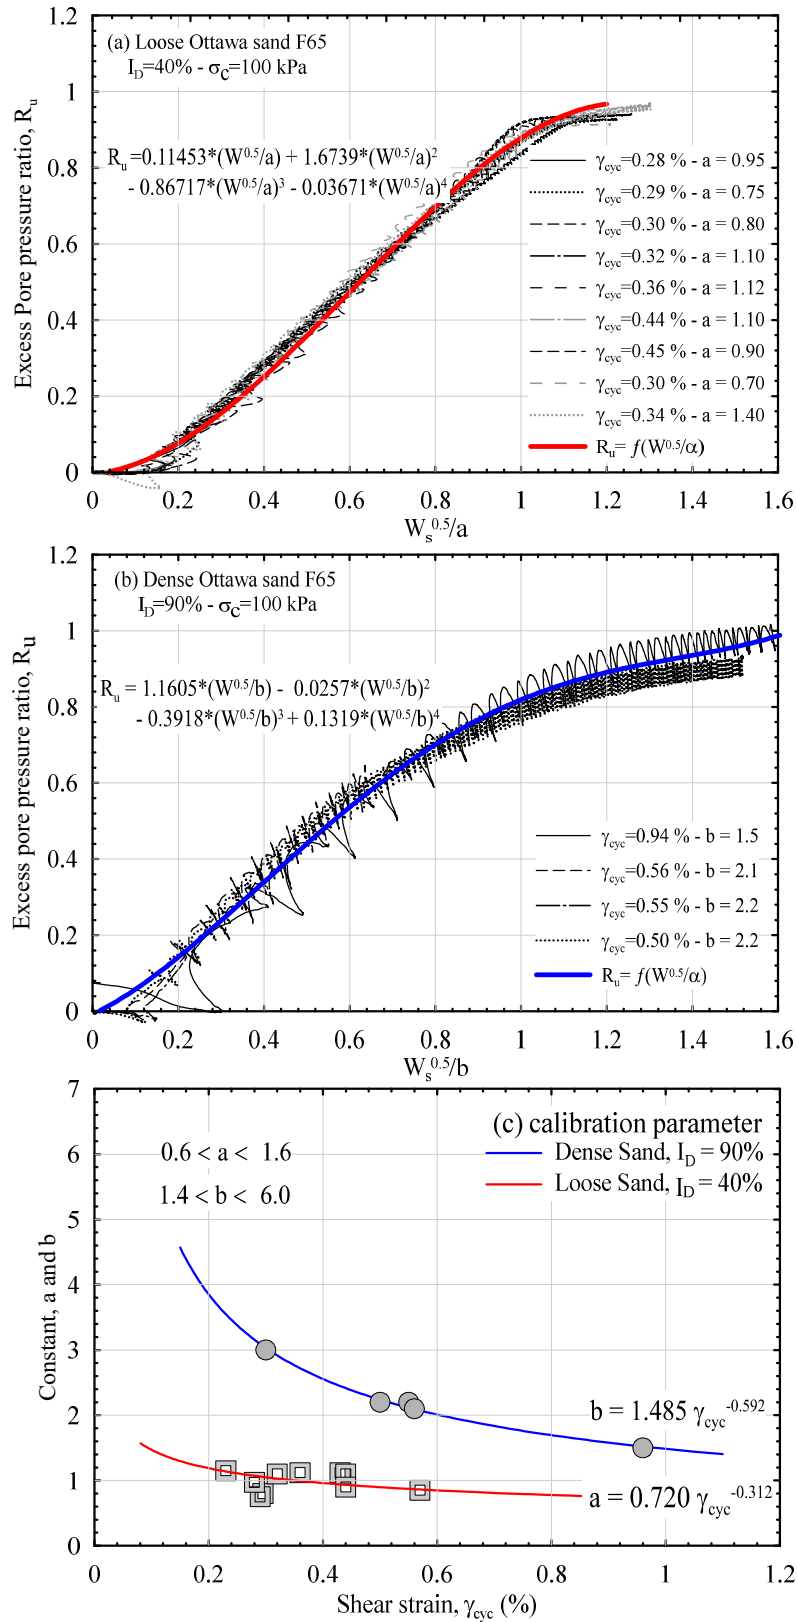 1.2
(a) Loose Ottawa sand F65
I_D=40% - σ_C=100 kPa
1
R_u=0.11453*(W^0.5/a) + 1.6739*(W^0.5/a)^2
- 0.86717*(W^0.5/a)^3 - 0.03671*(W^0.5/a)^4
0.8
0.6
0.4
0.2
0
Excess Pore pressure ratio, R_u
γ_cyc=0.28 % - a = 0.95
γ_cyc=0.29 % - a = 0.75
γ_cyc=0.30 % - a = 0.80
γ_cyc=0.32 % - a = 1.10
γ_cyc=0.36 % - a = 1.12
γ_cyc=0.44 % - a = 1.10
γ_cyc=0.45 % - a = 0.90
γ_cyc=0.30 % - a = 0.70
γ_cyc=0.34 % - a = 1.40
R_u= f(W^0.5/α)
0 0.2 0.4 0.6 0.8 1 1.2 1.4 1.6
W_s^0.5/a
1.2
(b) Dense Ottawa sand F65
I_D=90% - σ_C=100 kPa
1
R_u = 1.1605*(W^0.5/b) - 0.0257*(W^0.5/b)^2
- 0.3918*(W^0.5/b)^3 + 0.1319*(W^0.5/b)^4
0.8
0.6
0.4
0.2
0
Excess pore pressure ratio, R_u
γ_cyc=0.94 % - b = 1.5
γ_cyc=0.56 % - b = 2.1
γ_cyc=0.55 % - b = 2.2
γ_cyc=0.50 % - b = 2.2
R_u= f(W^0.5/α)
0 0.2 0.4 0.6 0.8 1 1.2 1.4 1.6
W_s^0.5/b
7
6
5
4
3
2
1
0
Constant, a and b
(c) calibration parameter
Dense Sand, I_D = 90%
Loose Sand, I_D = 40%
0.6 < a < 1.6
1.4 < b < 6.0
b = 1.485 γ_cyc^-0.592
a = 0.720 γ_cyc^-0.312
0 0.2 0.4 0.6 0.8 1 1.2
Shear strain, γ_cyc (%)